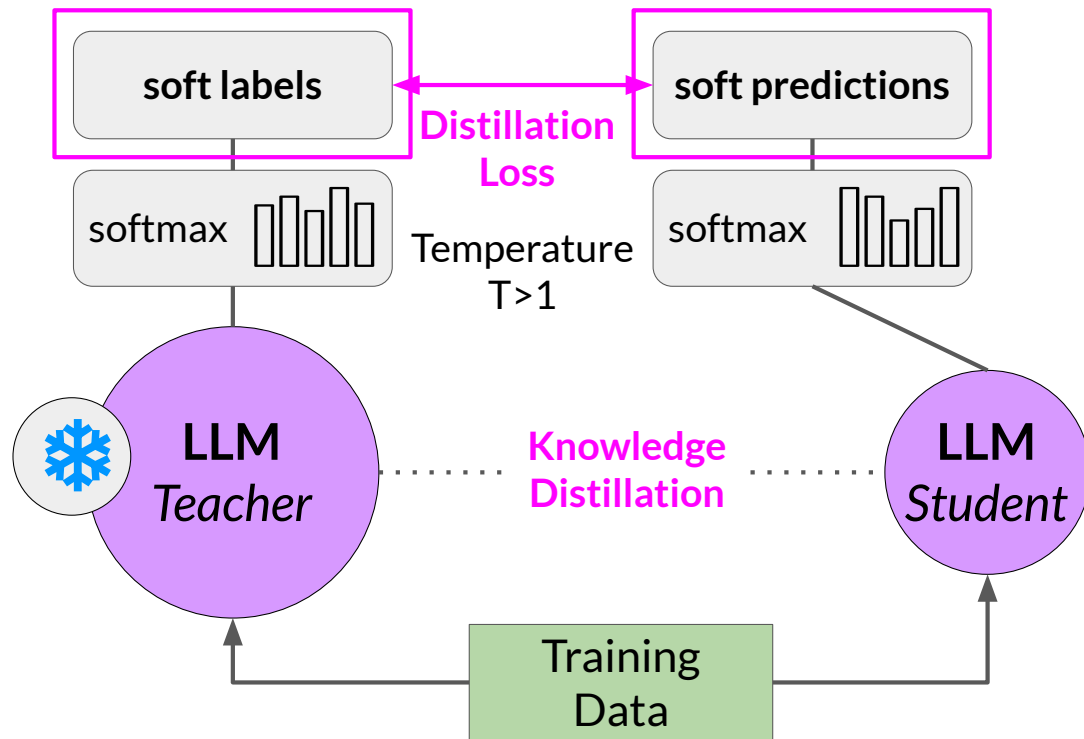 soft labels
soft predictions
Distillation
Loss
softmax
softmax
Temperature
T>1
LLM
Teacher
Knowledge
Distillation
LLM
Student
Training
Data